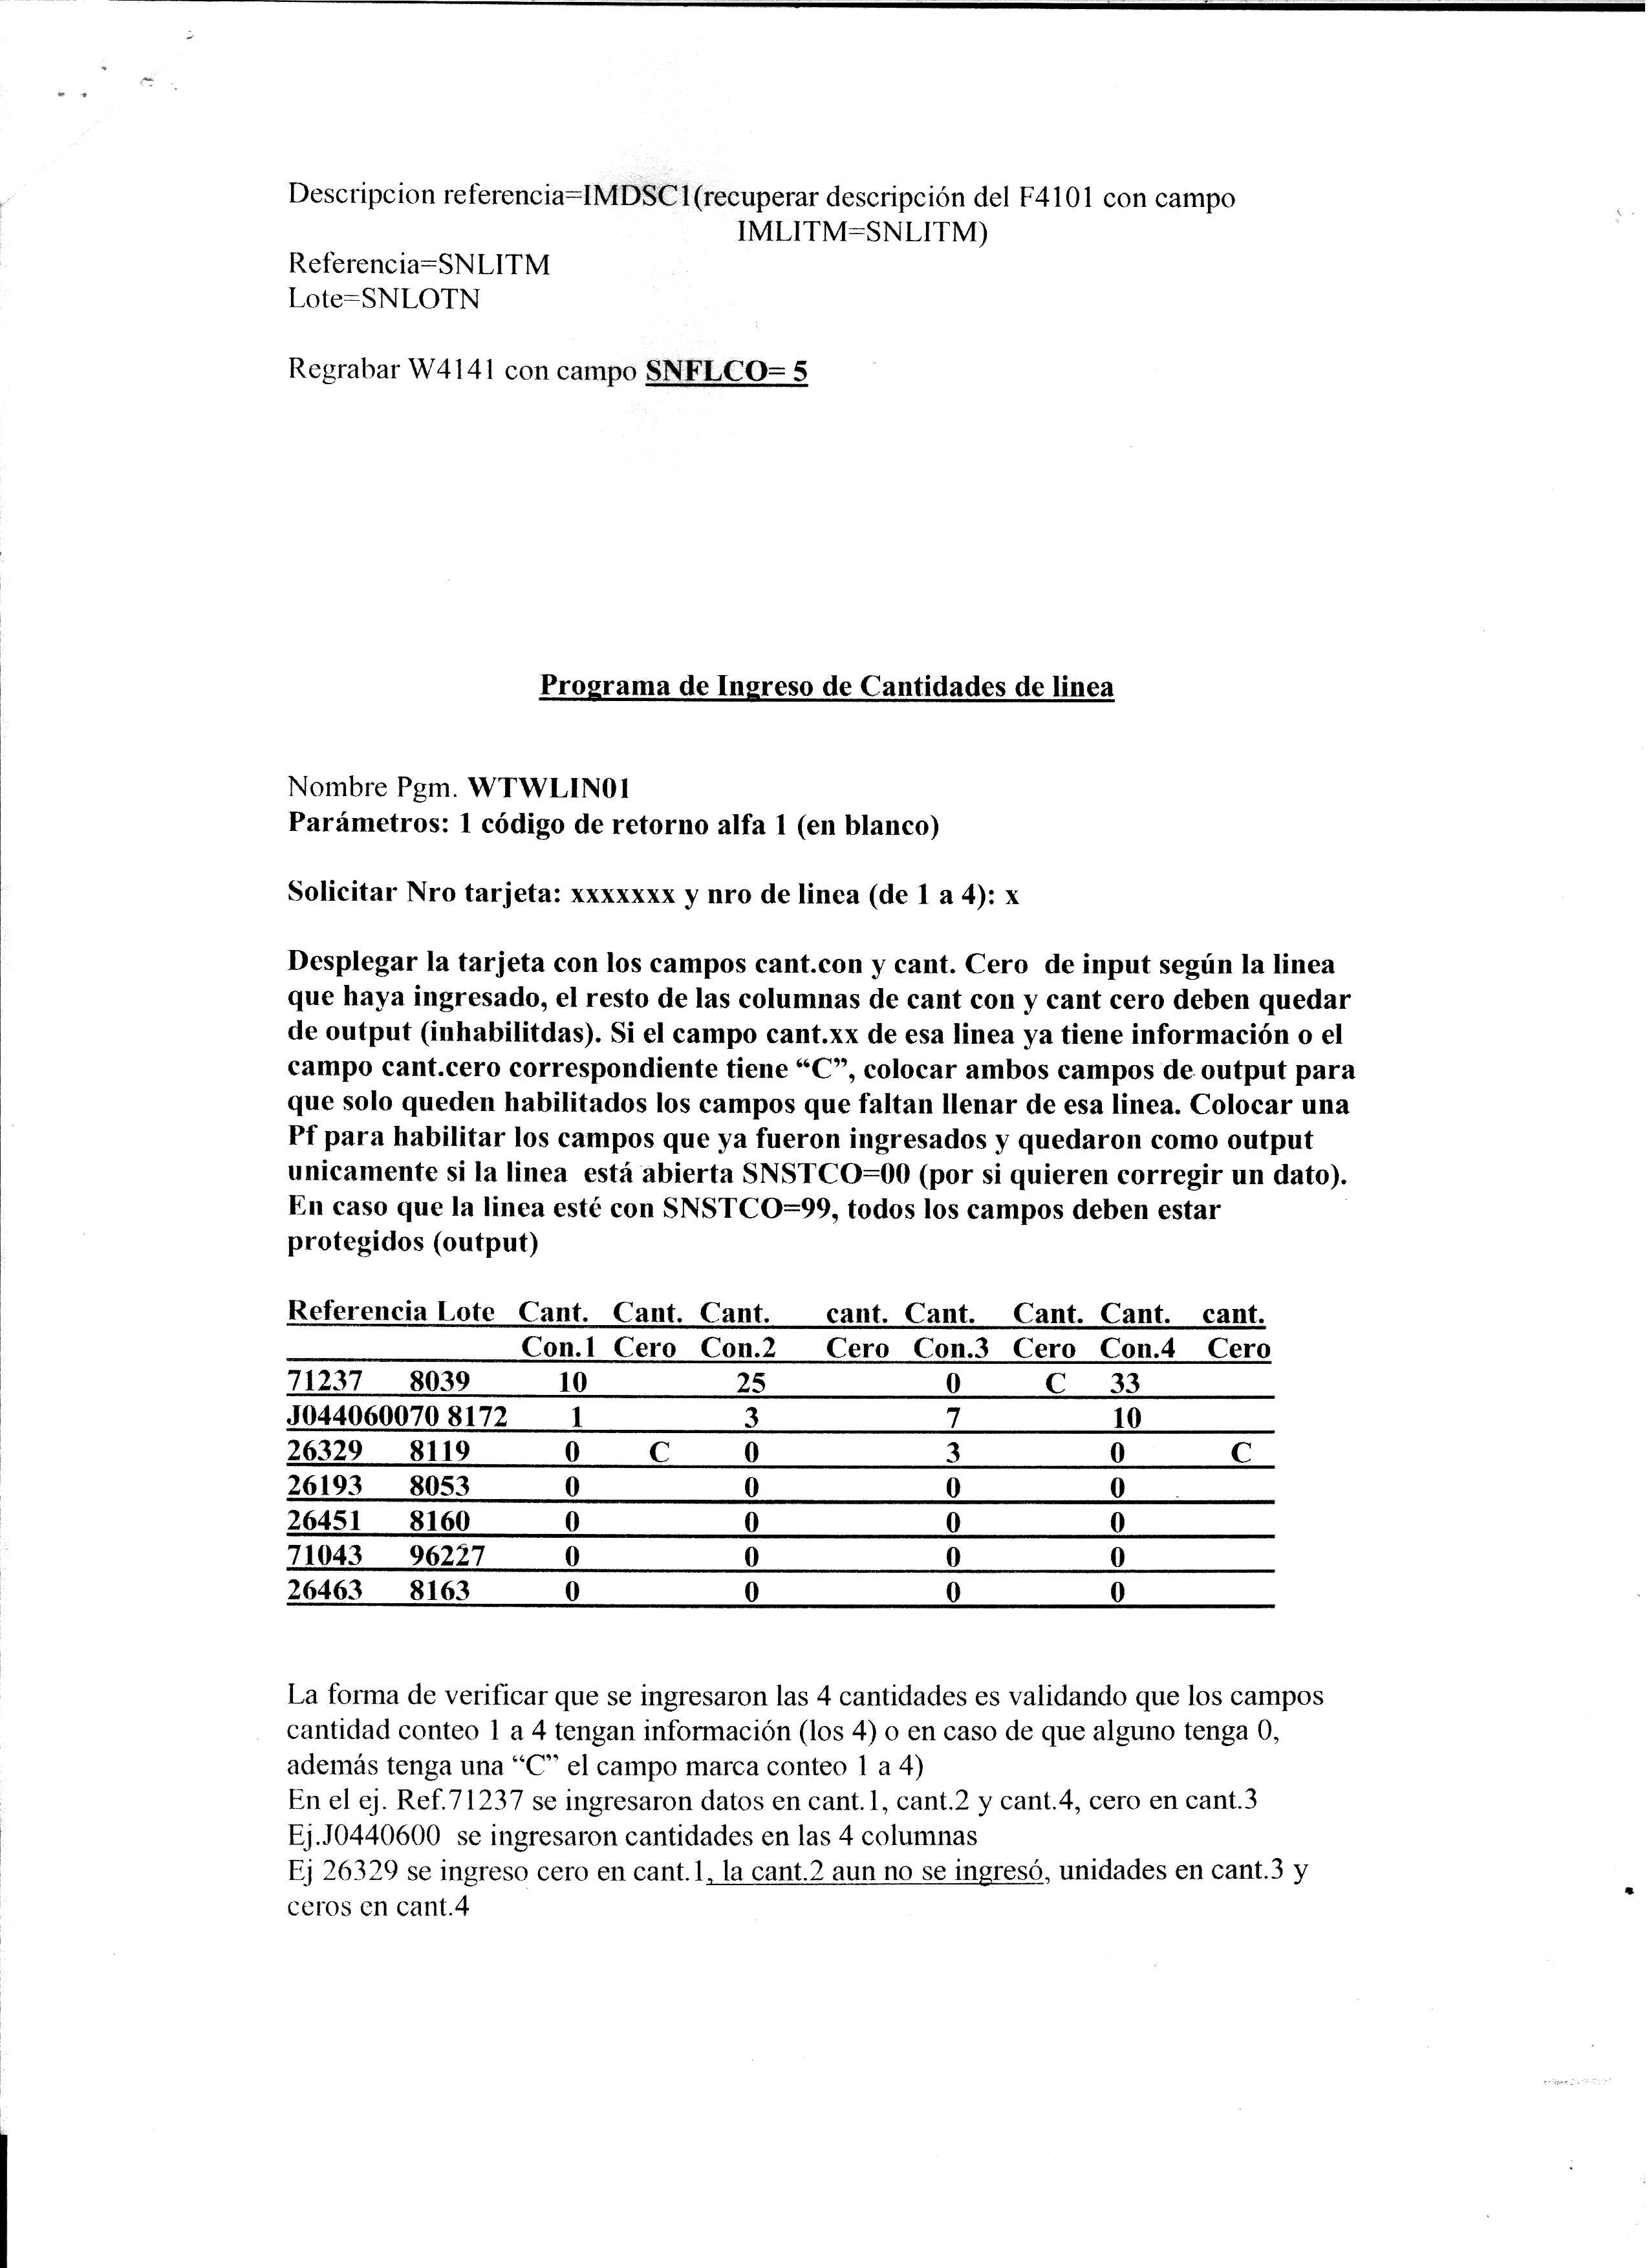 Descripcion referencia=IMDSC1(recuperar descripción del F4101 con campo
IMLITM=SNLITM)
Referencia=SNLITM
Lote=SNLOTN
Regrabar W4141 con campo SNFLCO= 5
Programa de Ingreso de Cantidades de linea
Nombre Pgm. WTWLIN01
Parámetros: 1 código de retorno alfa 1 (en blanco)
Solicitar Nro tarjeta: xxxxxxx y nro de linea (de 1 a 4): x
Desplegar la tarjeta con los campos cant.con y cant. Cero de input según la linea
que haya ingresado, el resto de las columnas de cant con y cant cero deben quedar
de output (inhabilitdas). Si el campo cant.xx de esa linea ya tiene información o el
campo cant.cero correspondiente tiene “C”, colocar ambos campos de output para
que solo queden habilitados los campos que faltan llenar de esa linea. Colocar una
Pf para habilitar los campos que ya fueron ingresados y quedaron como output
unicamente si la linea está abierta SNSTCO=00 (por si quieren corregir un dato).
En caso que la linea esté con SNSTCO=99, todos los campos deben estar
protegidos (output)
Referencia Lote Cant. Cant. Cant. cant. Cant. Cant. Cant. cant.
Con.1 Cero Con.2 Cero Con.3 Cero Con.4 Cero
71237 8039 10 25 0 C 33
J044060070 8172 1 3 7 10
26329 8119 0 C 0 3 0 C
26193 8053 0 0 0 0
26451 8160 0 0 0 0
71043 96227 0 0 0 0
26463 8163 0 0 0 0
La forma de verificar que se ingresaron las 4 cantidades es validando que los campos
cantidad conteo 1 a 4 tengan información (los 4) o en caso de que alguno tenga 0,
además tenga una “C” el campo marca conteo 1 a 4)
En el ej. Ref.71237 se ingresaron datos en cant.1, cant.2 y cant.4, cero en cant.3
Ej.J0440600 se ingresaron cantidades en las 4 columnas
Ej 26329 se ingreso cero en cant.1, la cant.2 aun no se ingresó, unidades en cant.3 y
ceros en cant.4